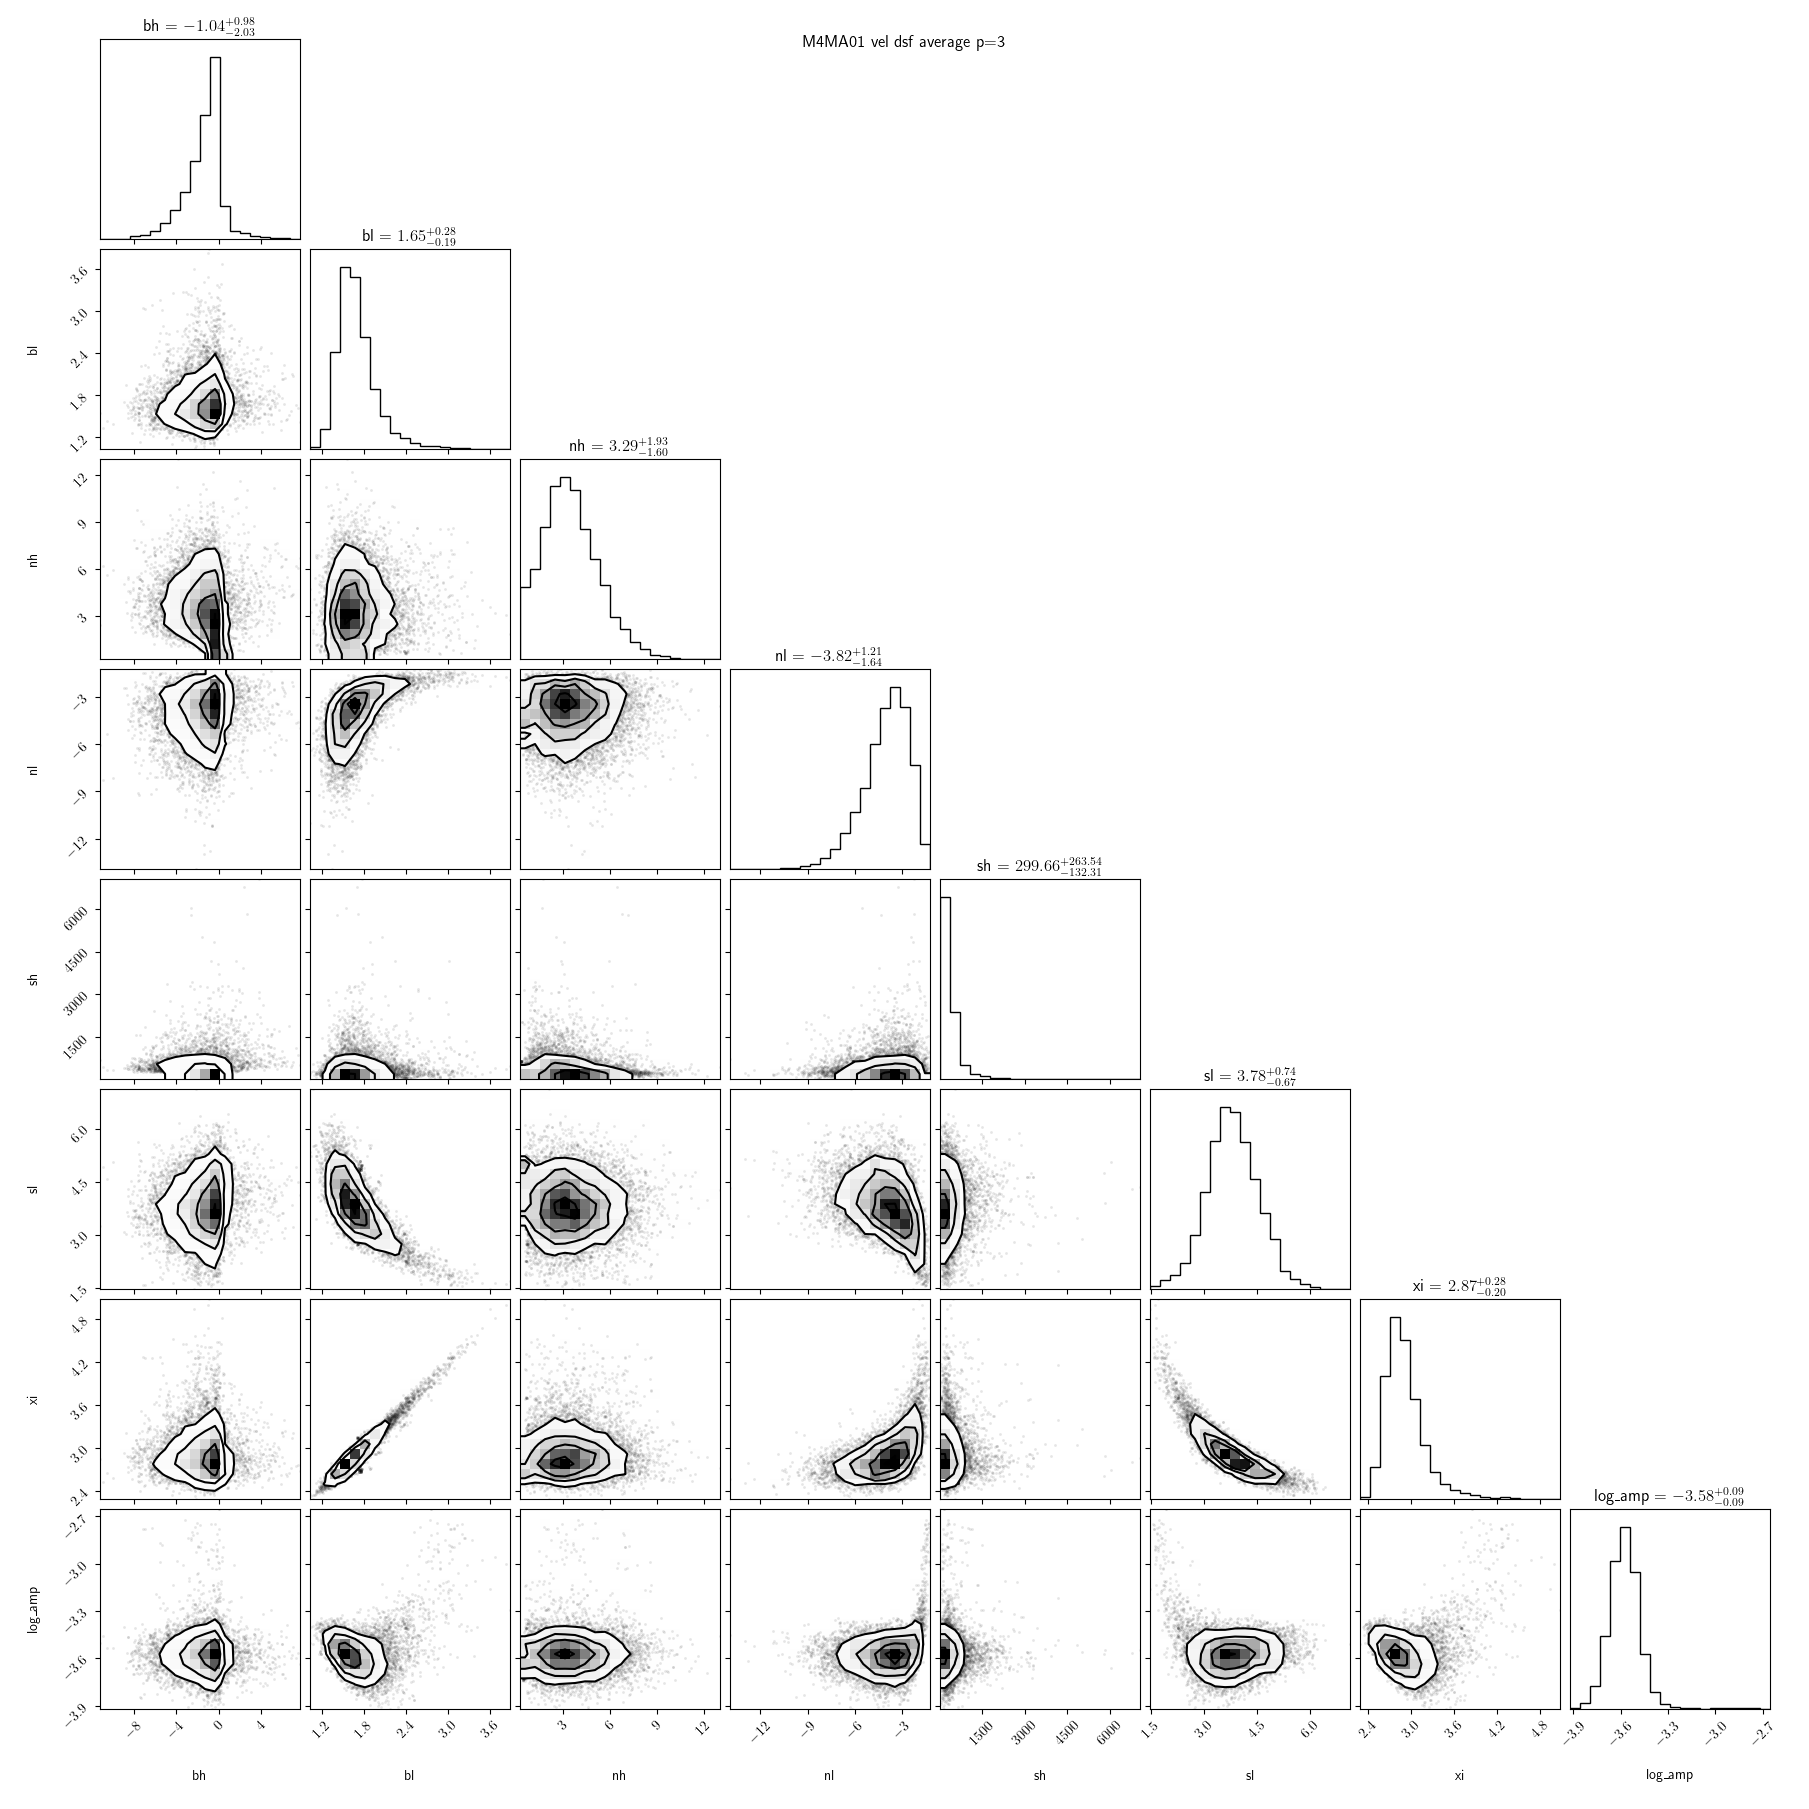 M4MA01 vel dsf average p=3
bh = −1.04+0.98−2.03
bl = 1.65+0.28−0.19
bl
3.6
3.0
2.4
1.8
1.2
nh = 3.29+1.93−1.60
nh
12
9
6
3
nl = −3.82+1.21−1.64
nl
−3
−6
−9
−12
sh = 299.66+263.54−132.31
sh
6000
4500
3000
1500
sl = 3.78+0.74−0.67
sl
6.0
4.5
3.0
1.5
xi = 2.87+0.28−0.20
xi
4.8
4.2
3.6
3.0
2.4
log_amp = −3.58+0.09−0.09
log_amp
−2.7
−3.0
−3.3
−3.6
−3.9
−8 −4 0 4
1.2 1.8 2.4 3.0 3.6
3 6 9 12
−12 −9 −6 −3
1500 3000 4500 6000
1.5 3.0 4.5 6.0
2.4 3.0 3.6 4.2 4.8
−3.9 −3.6 −3.3 −3.0 −2.7
bh bl nh nl sh sl xi log_amp